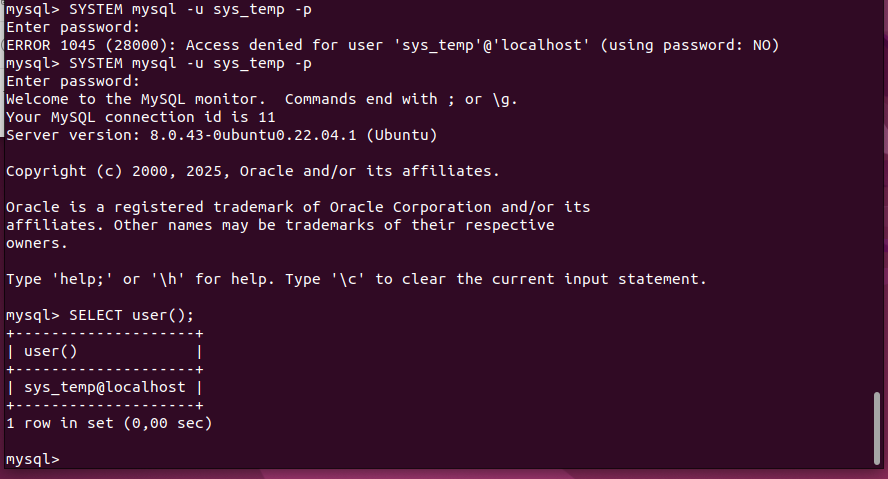 mysql> SYSTEM mysql -u sys_temp -p
Enter password:
ERROR 1045 (28000): Access denied for user 'sys_temp'@'localhost' (using password: NO)
mysql> SYSTEM mysql -u sys_temp -p
Enter password:
Welcome to the MySQL monitor.  Commands end with ; or \g.
Your MySQL connection id is 11
Server version: 8.0.43-0ubuntu0.22.04.1 (Ubuntu)

Copyright (c) 2000, 2025, Oracle and/or its affiliates.

Oracle is a registered trademark of Oracle Corporation and/or its
affiliates. Other names may be trademarks of their respective
owners.

Type 'help;' or '\h' for help. Type '\c' to clear the current input statement.

mysql> SELECT user();
+--------------------+
| user()             |
+--------------------+
| sys_temp@localhost |
+--------------------+
1 row in set (0,00 sec)

mysql>